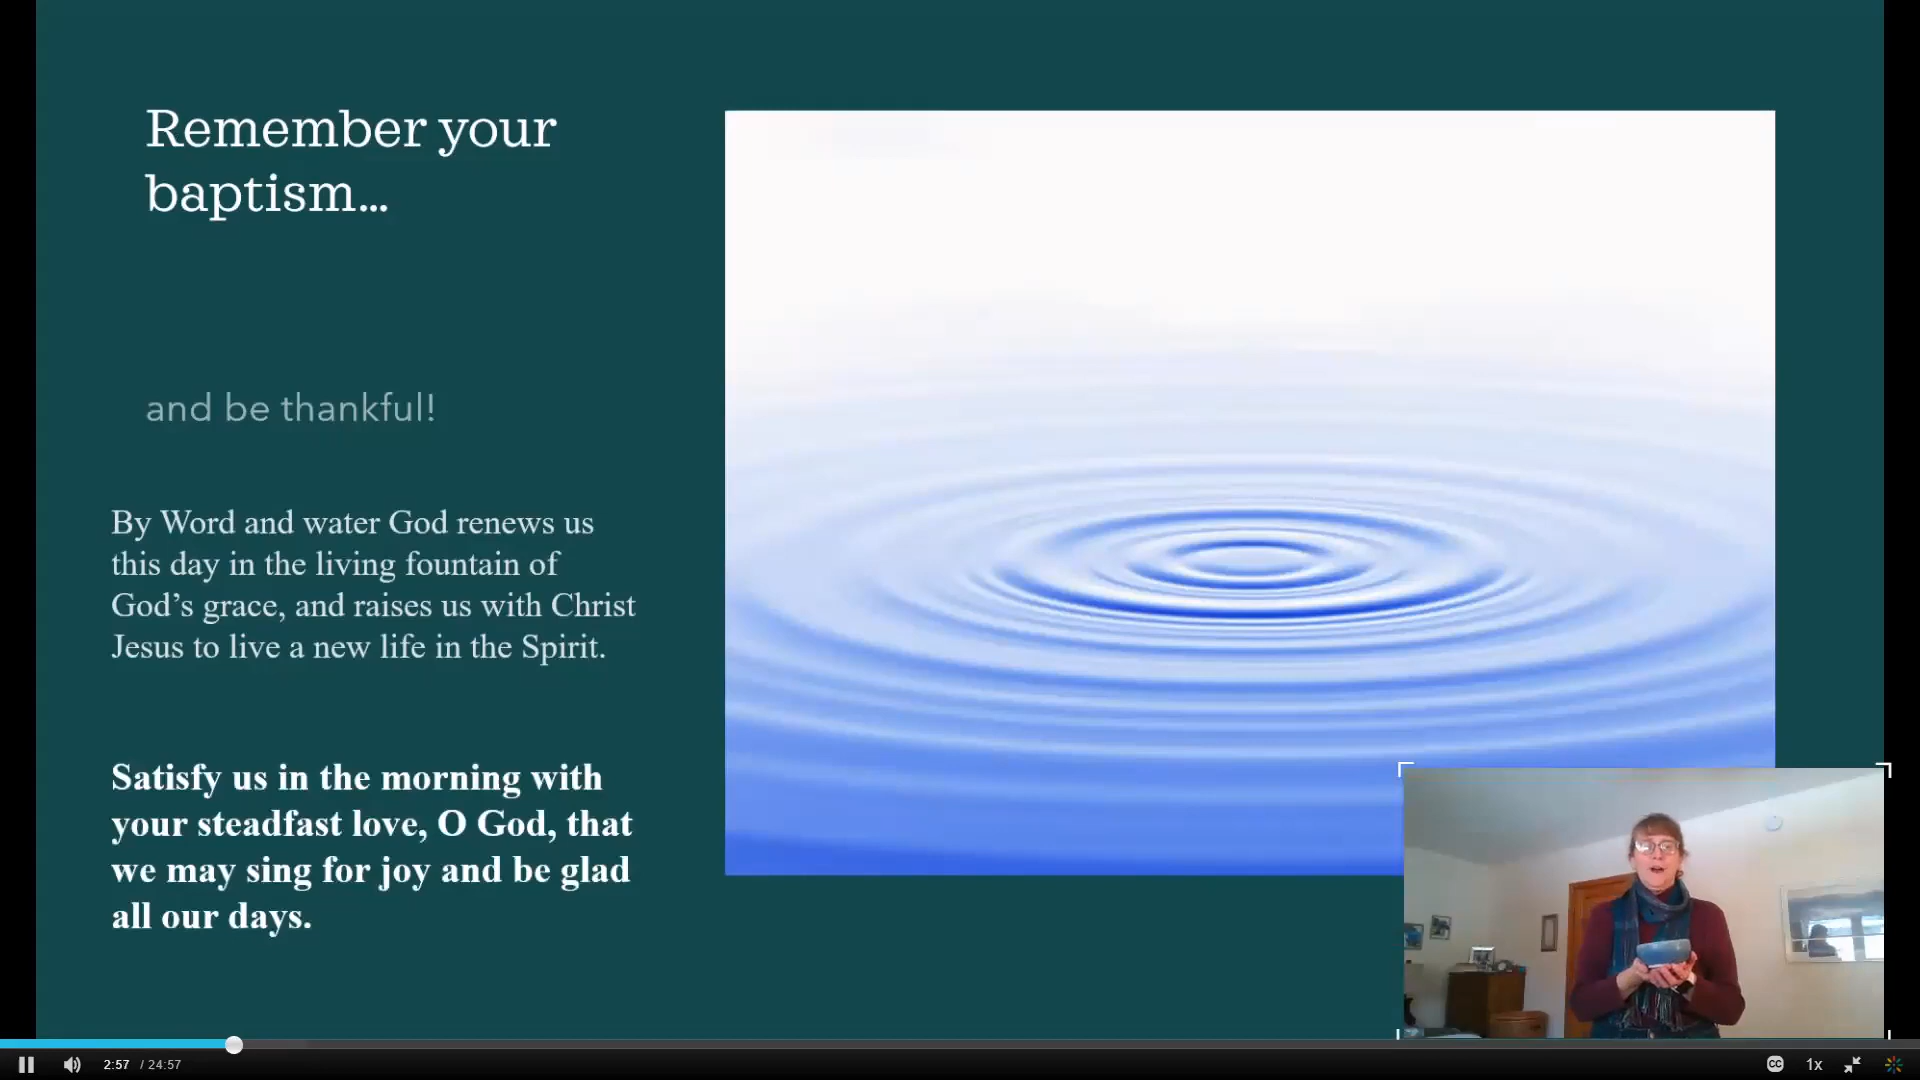 Remember your
baptism...
and be thankful!
By Word and water God renews us
this day in the living fountain of
God's grace, and raises us with Christ
Jesus to live a new life in the Spirit.
Satisfy us in the morning with
your steadfast love, O God, that
we may sing for joy and be glad
all our days.
2:57 / 24:57
CC
1x